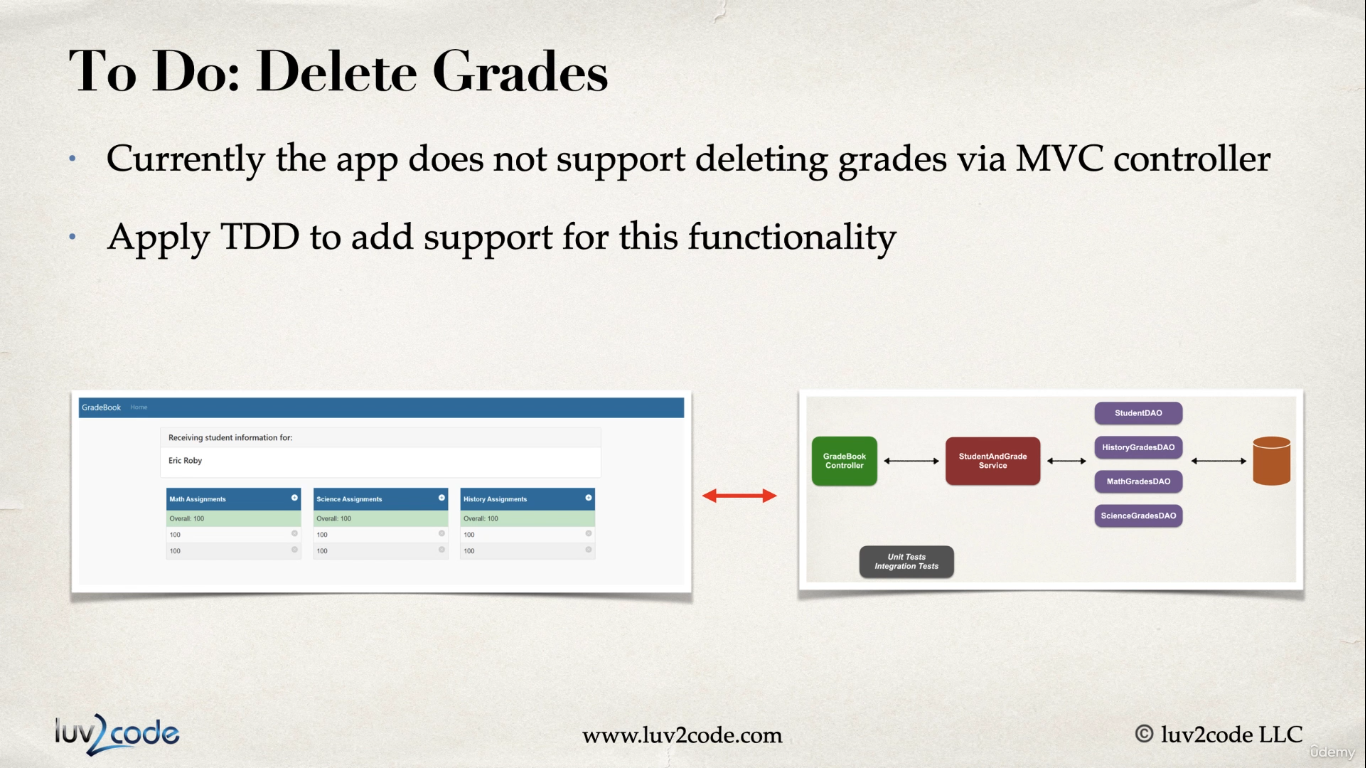 To Do: Delete Grades
• Currently the app does not support deleting grades via MVC controller
• Apply TDD to add support for this functionality
GradeBook Home
Receiving student information for:
Eric Roby
Math Assignments
Overall: 100
100
100
Science Assignments
Overall: 100
100
100
History Assignments
Overall: 100
100
100
GradeBook
Controller
StudentAndGrade
Service
StudentDAO
HistoryGradesDAO
MathGradesDAO
ScienceGradesDAO
Unit Tests
Integration Tests
luv2code
www.luv2code.com
© luv2code LLC
ûdemy